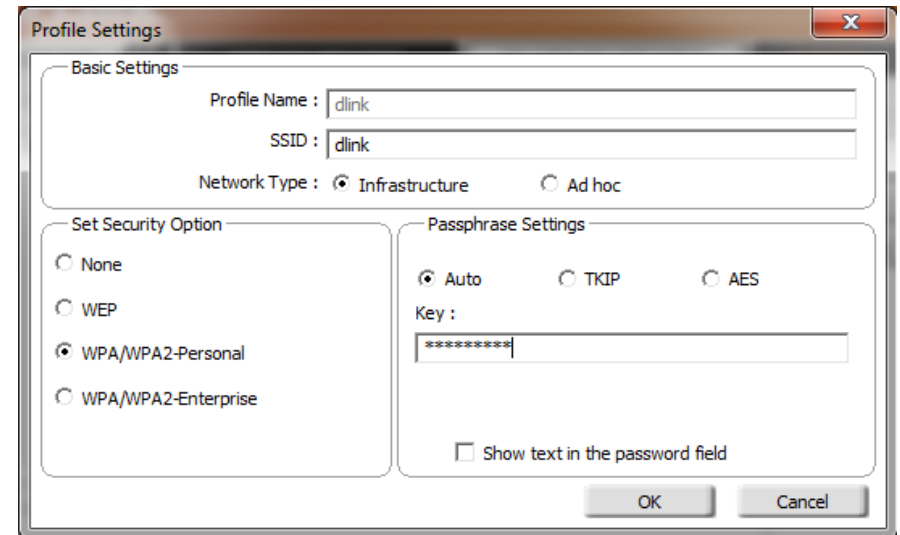 Profile Settings
Basic Settings
Profile Name : dlink
SSID : dlink
Network Type : Infrastructure Ad hoc
Set Security Option
None
WEP
WPA/WPA2-Personal
WPA/WPA2-Enterprise
Passphrase Settings
Auto TKIP AES
Key :
*********
Show text in the password field
OK Cancel